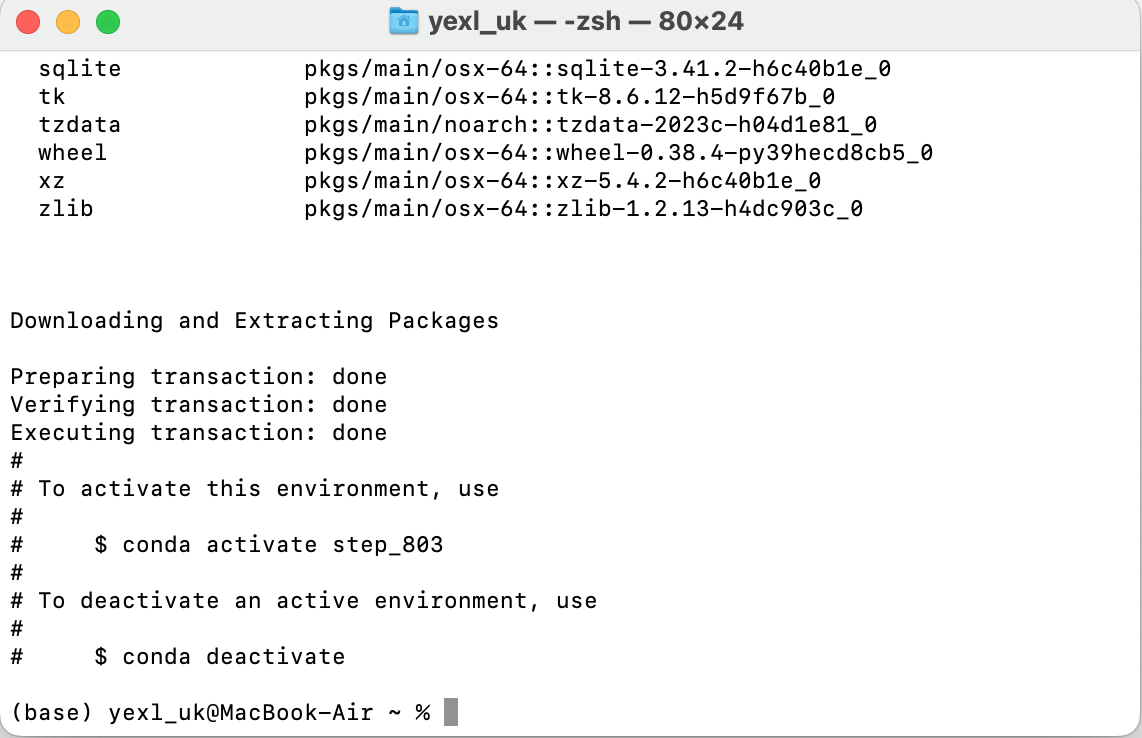 yexl_uk — -zsh — 80×24
sqlite pkgs/main/osx-64::sqlite-3.41.2-h6c40b1e_0
tk pkgs/main/osx-64::tk-8.6.12-h5d9f67b_0
tzdata pkgs/main/noarch::tzdata-2023c-h04d1e81_0
wheel pkgs/main/osx-64::wheel-0.38.4-py39hecd8cb5_0
xz pkgs/main/osx-64::xz-5.4.2-h6c40b1e_0
zlib pkgs/main/osx-64::zlib-1.2.13-h4dc903c_0
Downloading and Extracting Packages
Preparing transaction: done
Verifying transaction: done
Executing transaction: done
#
# To activate this environment, use
#
#     $ conda activate step_803
#
# To deactivate an active environment, use
#
#     $ conda deactivate
(base) yexl_uk@MacBook-Air ~ %